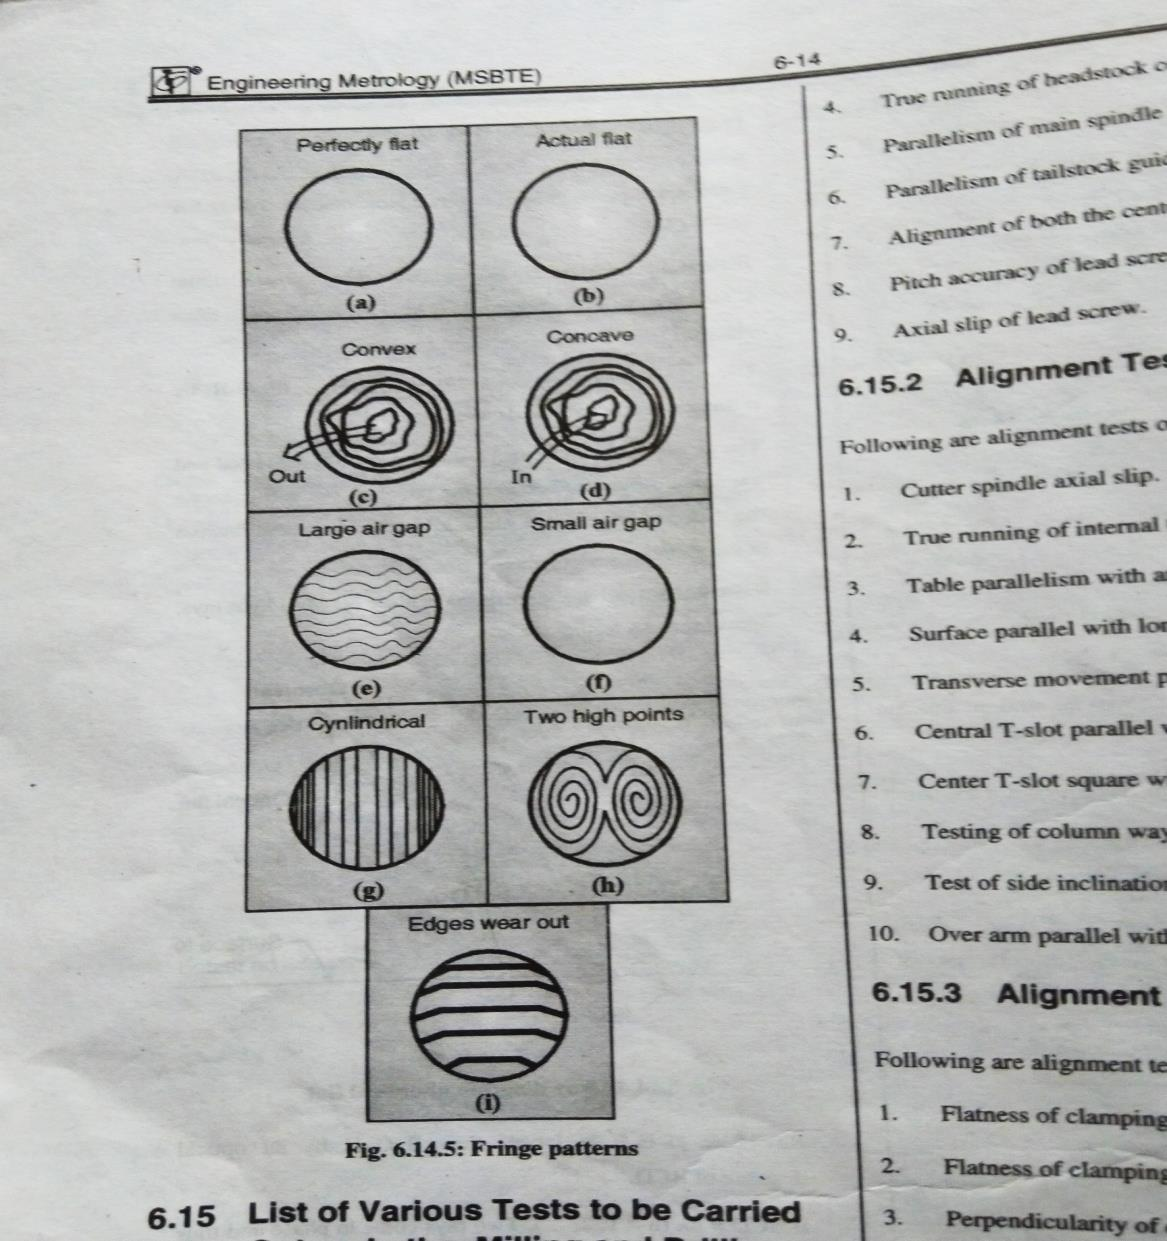 Engineering Metrology (MSBTE)
6-14
Perfectly flat
(a)
Actual flat
(b)
Convex
Out
(c)
Concave
In
(d)
Large air gap
(e)
Small air gap
(f)
Cynlindrical
(g)
Two high points
(h)
Edges wear out
(i)
Fig. 6.14.5: Fringe patterns
6.15 List of Various Tests to be Carried
4. True running of headstock
5. Parallelism of main spindle
6. Parallelism of tailstock
7. Alignment of both the
8. Pitch accuracy of lead
9. Axial slip of lead screw.
6.15.2 Alignment
Following are alignment tests
1. Cutter spindle axial slip.
2. True running of internal
3. Table parallelism with
4. Surface parallel with
5. Transverse movement
6. Central T-slot parallel
7. Center T-slot square
8. Testing of column
9. Test of side
10. Over arm parallel
6.15.3 Alignment
Following are alignment
1. Flatness of clamping
2. Flatness of clamping
3. Perpendicularity of